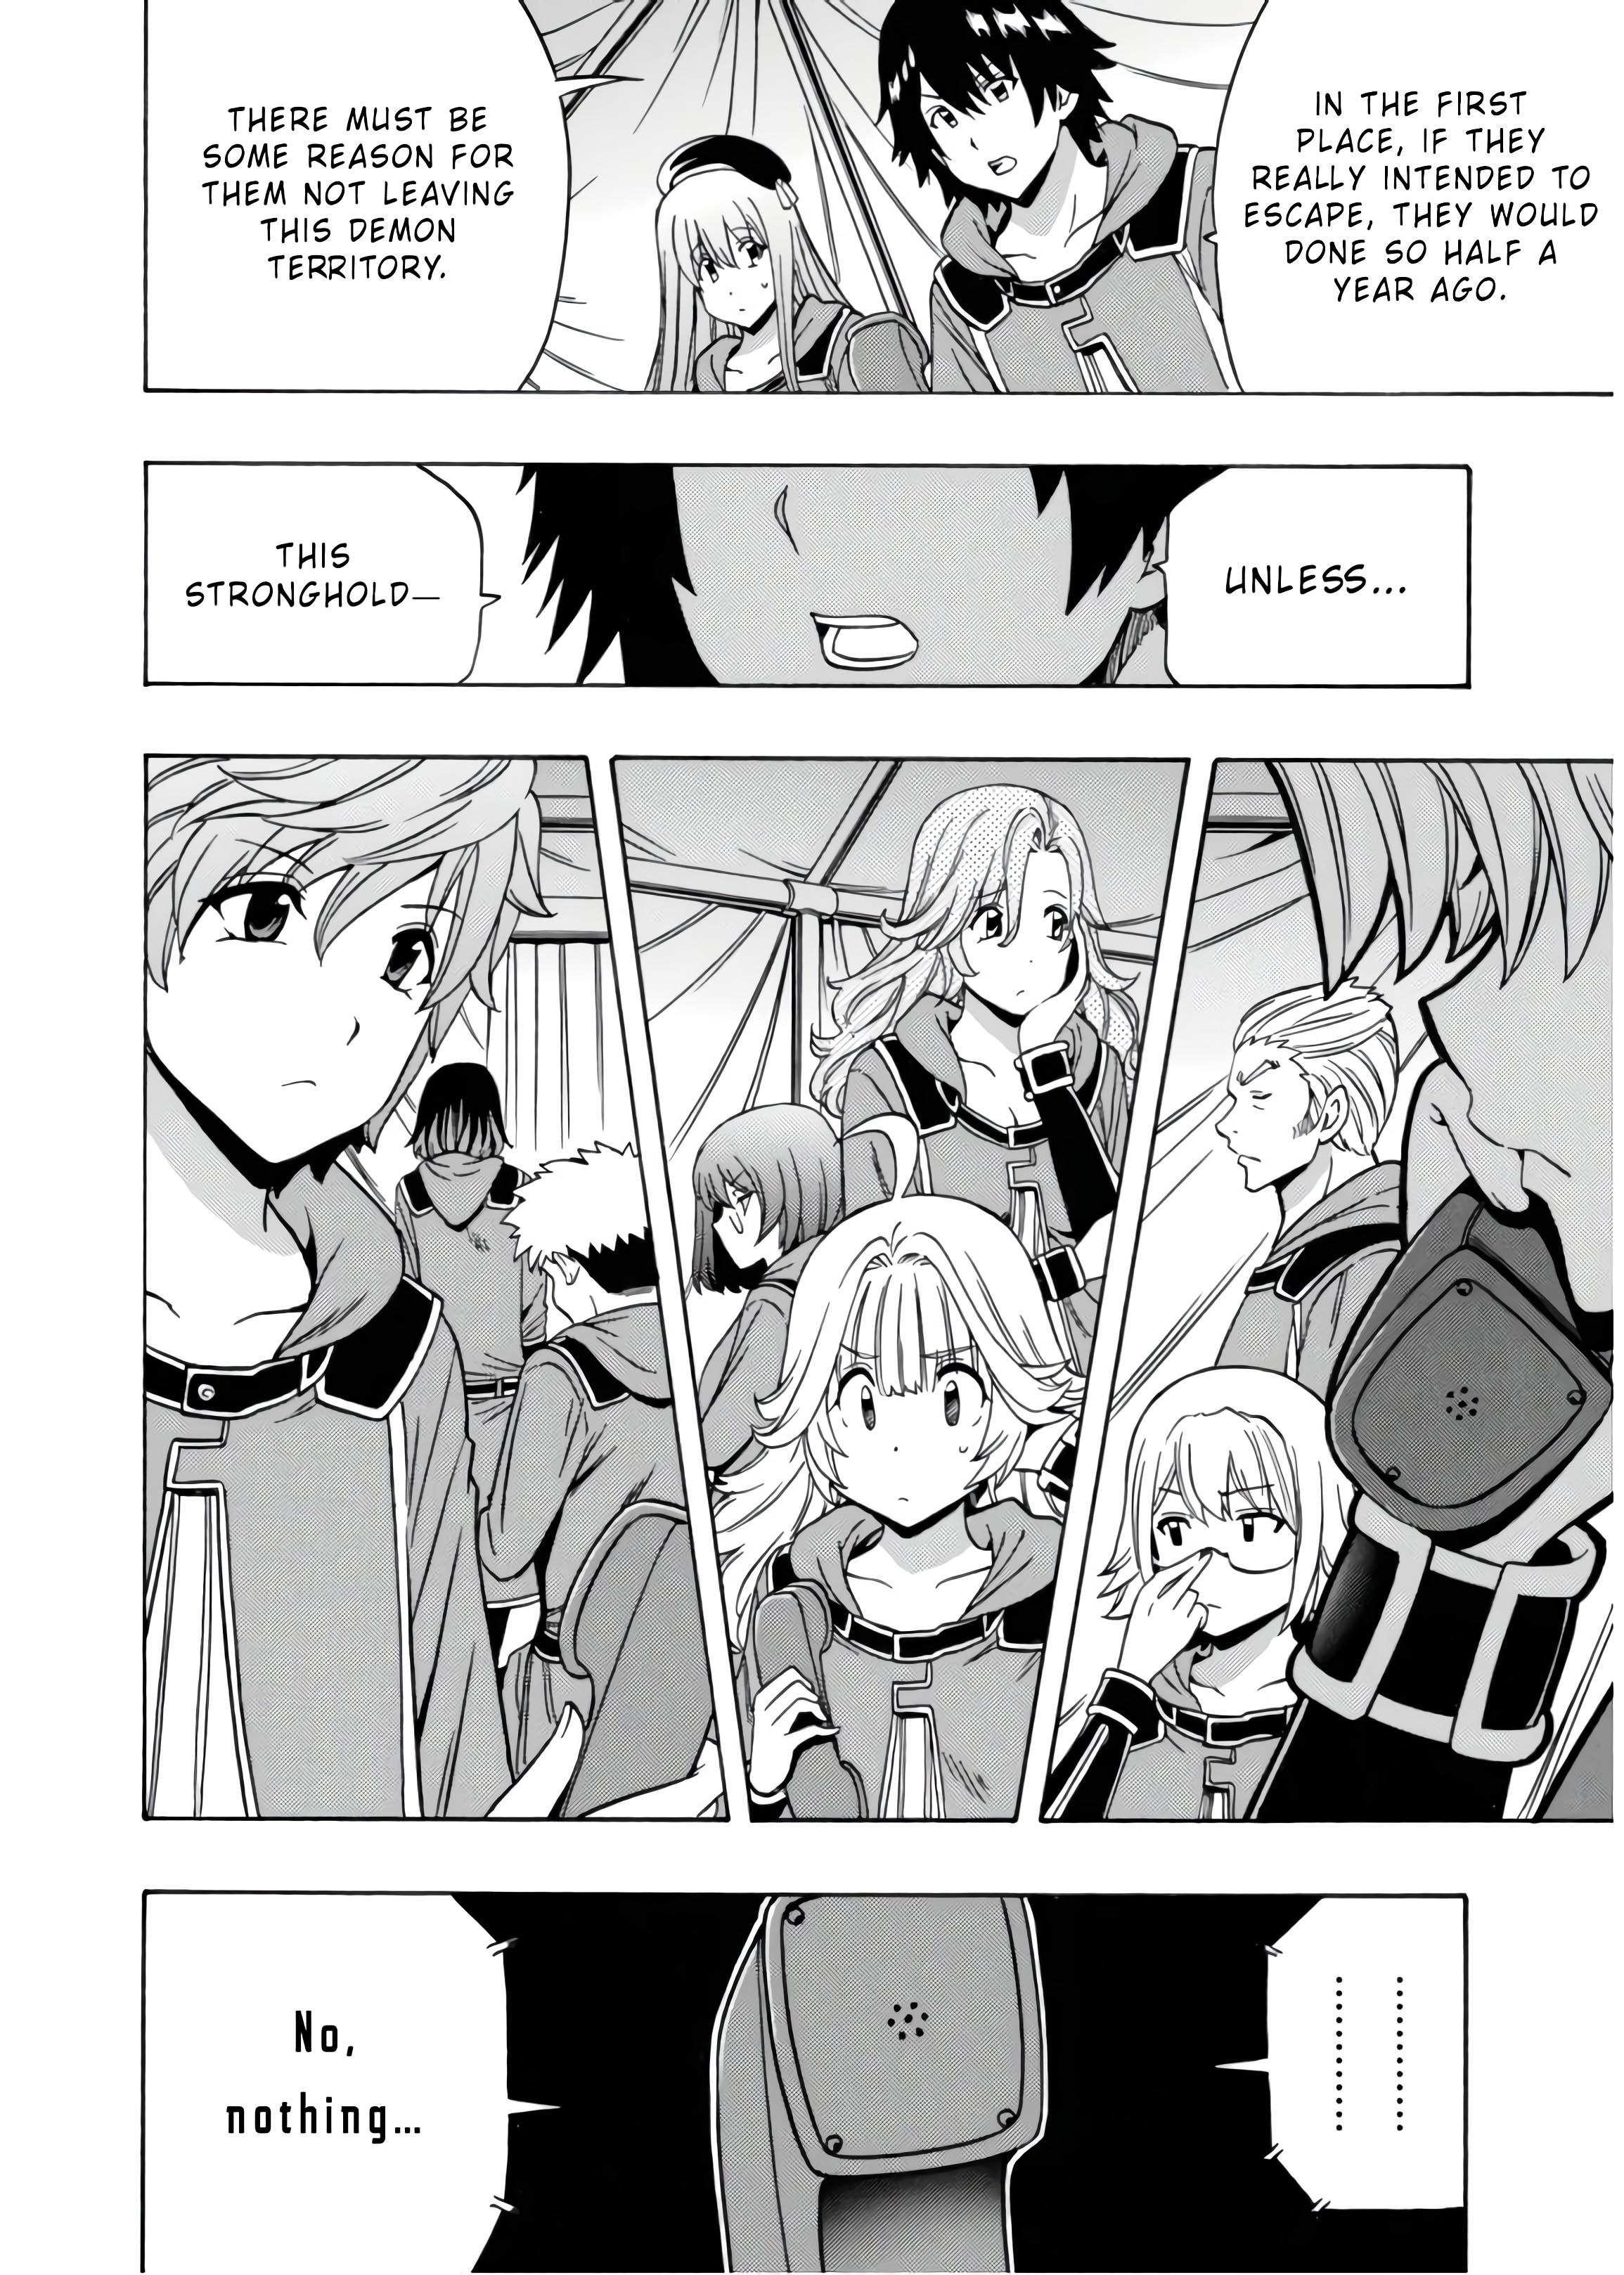 IN THE FIRST
PLACE, IF THEY
REALLY INTENDED TO
ESCAPE, THEY WOULD
DONE SO HALF A
YEAR AGO.
THERE MUST BE
SOME REASON FOR
THEM NOT LEAVING
THIS DEMON
TERRITORY.
UNLESS...
THIS
STRONGHOLD—
..........
..........
No,
nothing...